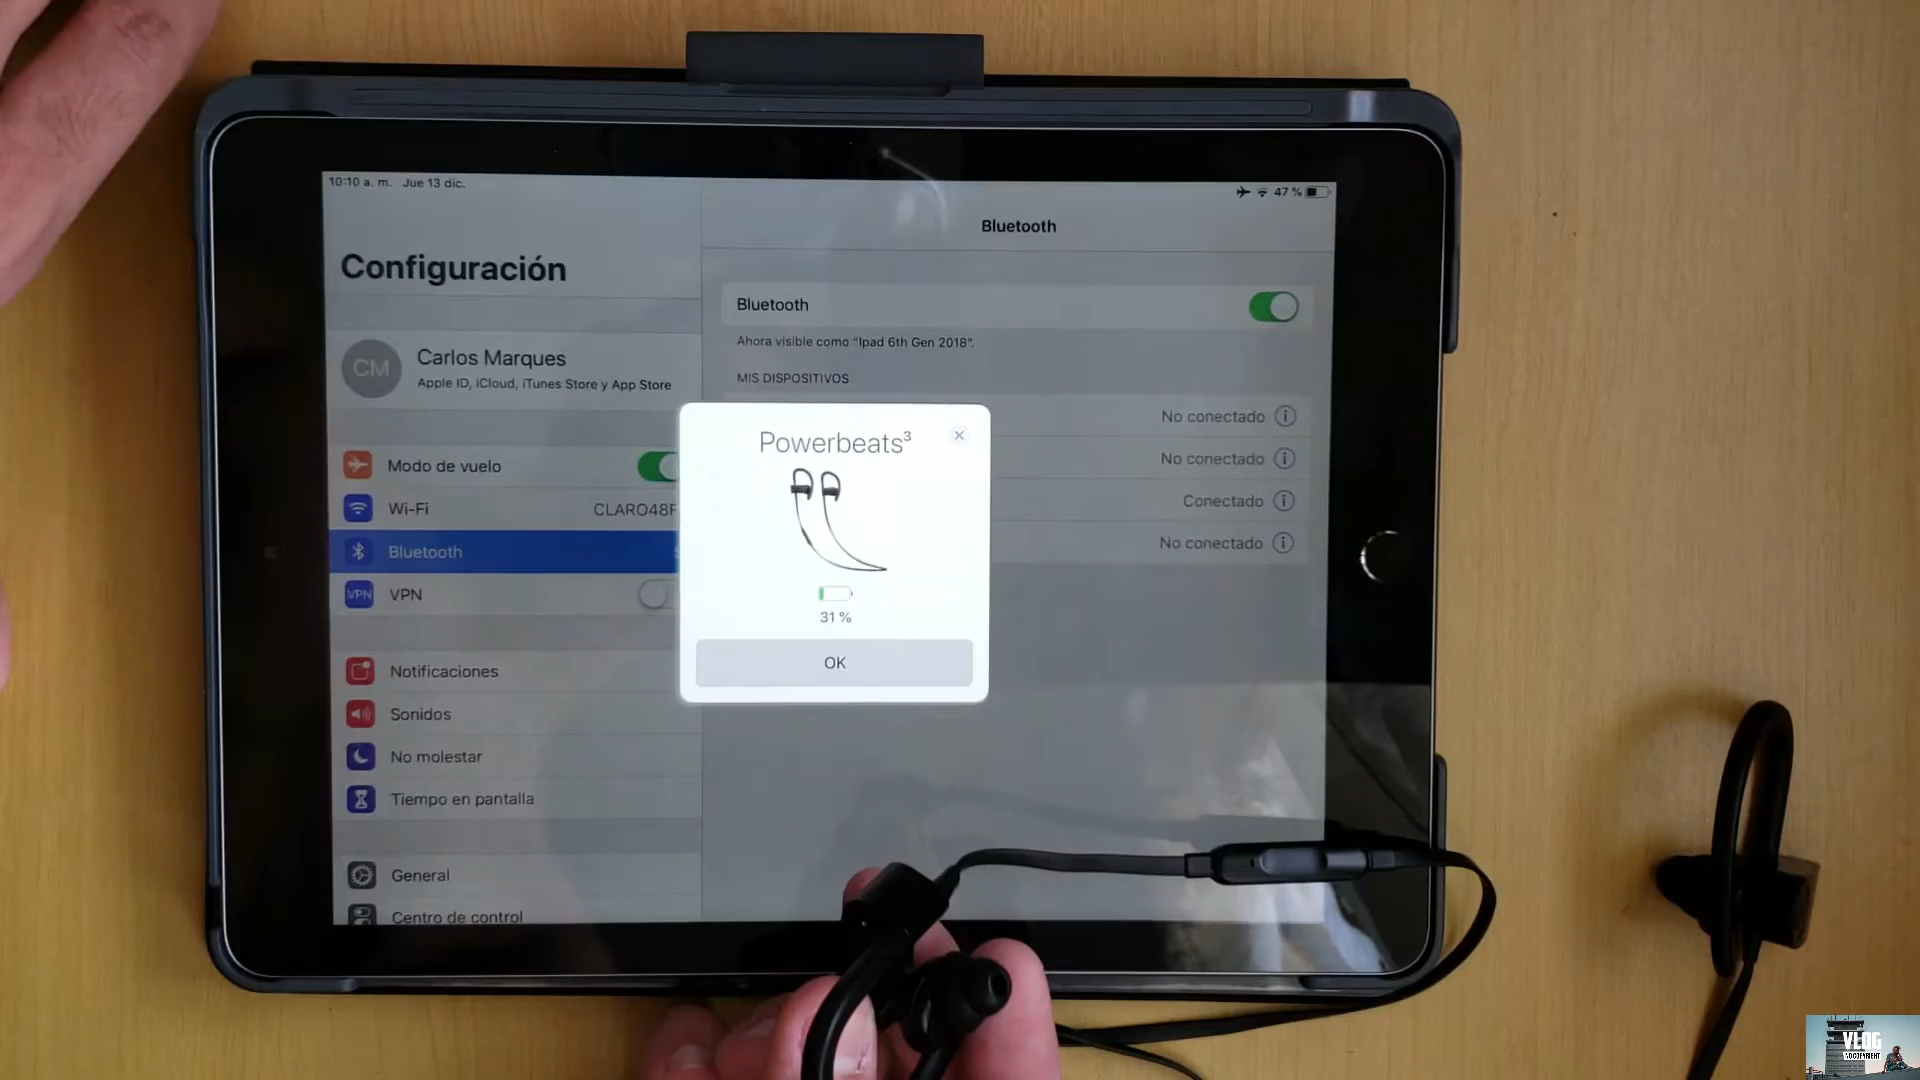 10:10 a. m. Jue 13 dic.
47 %
Configuración
Bluetooth
CM
Carlos Marques
Apple ID, iCloud, iTunes Store y App Store
Bluetooth
Ahora visible como “Ipad 6th Gen 2018”.
MIS DISPOSITIVOS
No conectado
No conectado
Conectado
No conectado
Modo de vuelo
Wi-Fi CLARO48F
Bluetooth
VPN VPN
Powerbeats³
31 %
OK
Notificaciones
Sonidos
No molestar
Tiempo en pantalla
General
Centro de control
VLOG
NOCOPYRIGHT